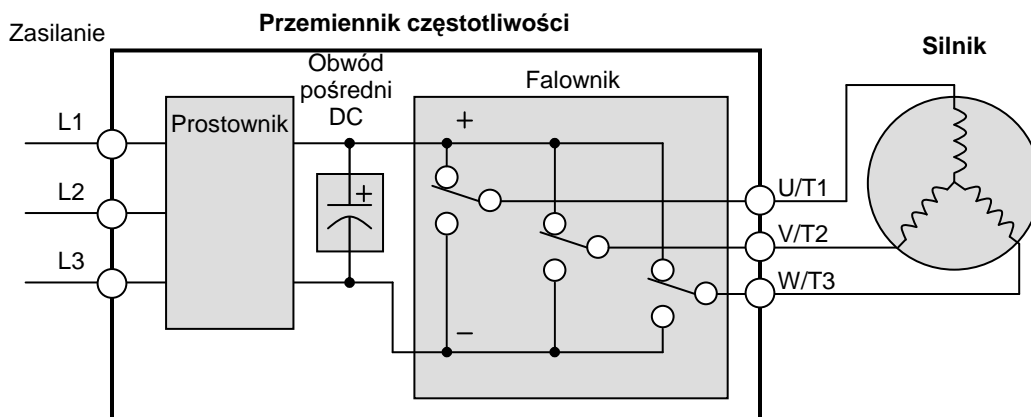 Zasilanie
Przemiennik częstotliwości
Silnik
Obwód
pośredni
DC
Falownik
Prostownik
L1
L2
L3
+
+
–
U/T1
V/T2
W/T3